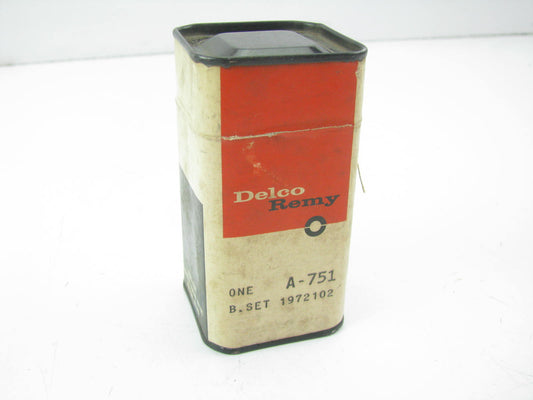 Delco
Remy
ONE A-751
B.SET 1972102